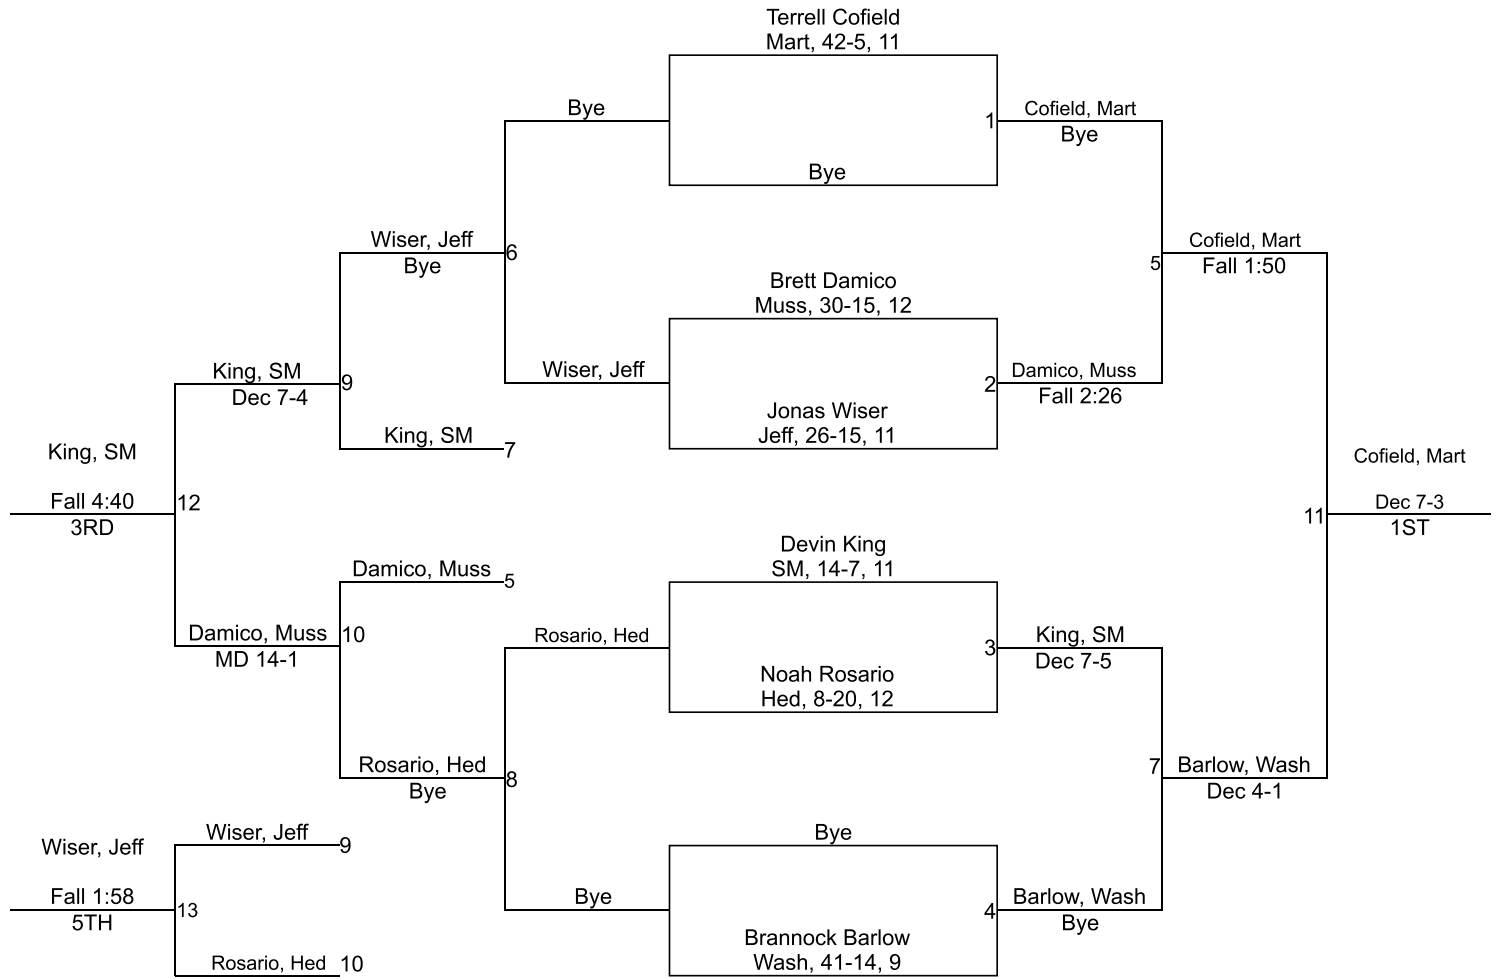 Terrell Cofield
Mart, 42-5, 11
Bye
1
Cofield, Mart
Bye
Bye
Wiser, Jeff
Bye
6
5
Cofield, Mart
Fall 1:50
Brett Damico
Muss, 30-15, 12
King, SM
Dec 7-4
9
Wiser, Jeff
2
Damico, Muss
Fall 2:26
Jonas Wiser
Jeff, 26-15, 11
King, SM
7
King, SM
Fall 4:40
3RD
12
Cofield, Mart
Dec 7-3
1ST
11
Devin King
SM, 14-7, 11
Damico, Muss
5
Damico, Muss
MD 14-1
10
Rosario, Hed
3
King, SM
Dec 7-5
Noah Rosario
Hed, 8-20, 12
Rosario, Hed
Bye
8
7
Barlow, Wash
Dec 4-1
Wiser, Jeff
9
Bye
Wiser, Jeff
Fall 1:58
5TH
13
Bye
4
Barlow, Wash
Bye
Brannock Barlow
Wash, 41-14, 9
Rosario, Hed
10